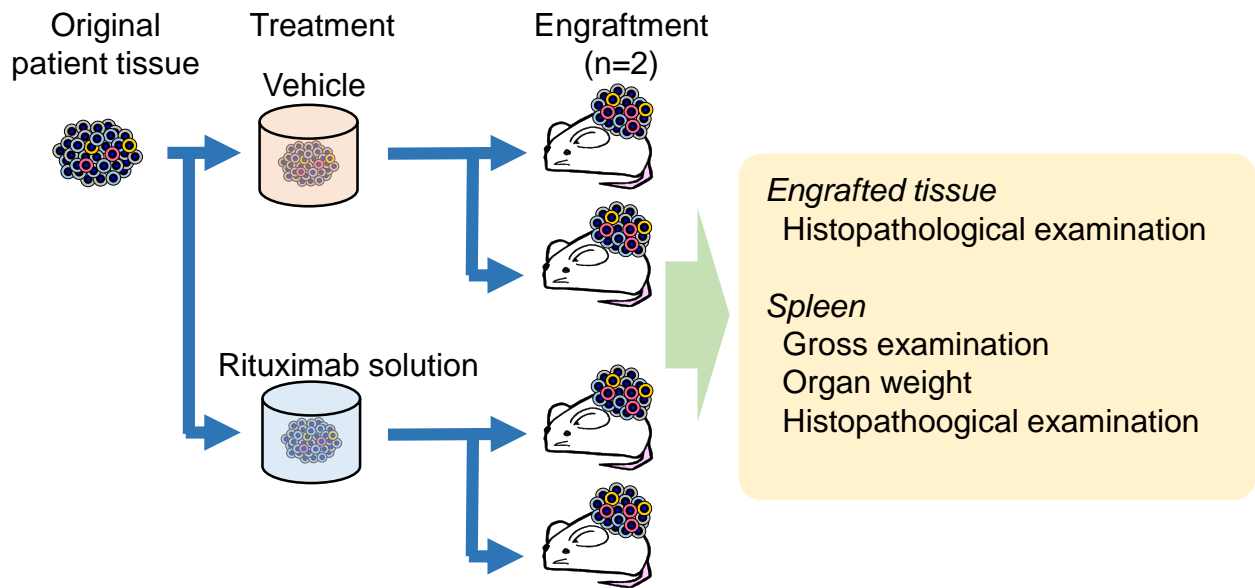 Original
patient tissue
Treatment
Engraftment
(n=2)
Vehicle
Rituximab solution
Engrafted tissue
Histopathological examination
Spleen
Gross examination
Organ weight
Histopathoogical examination